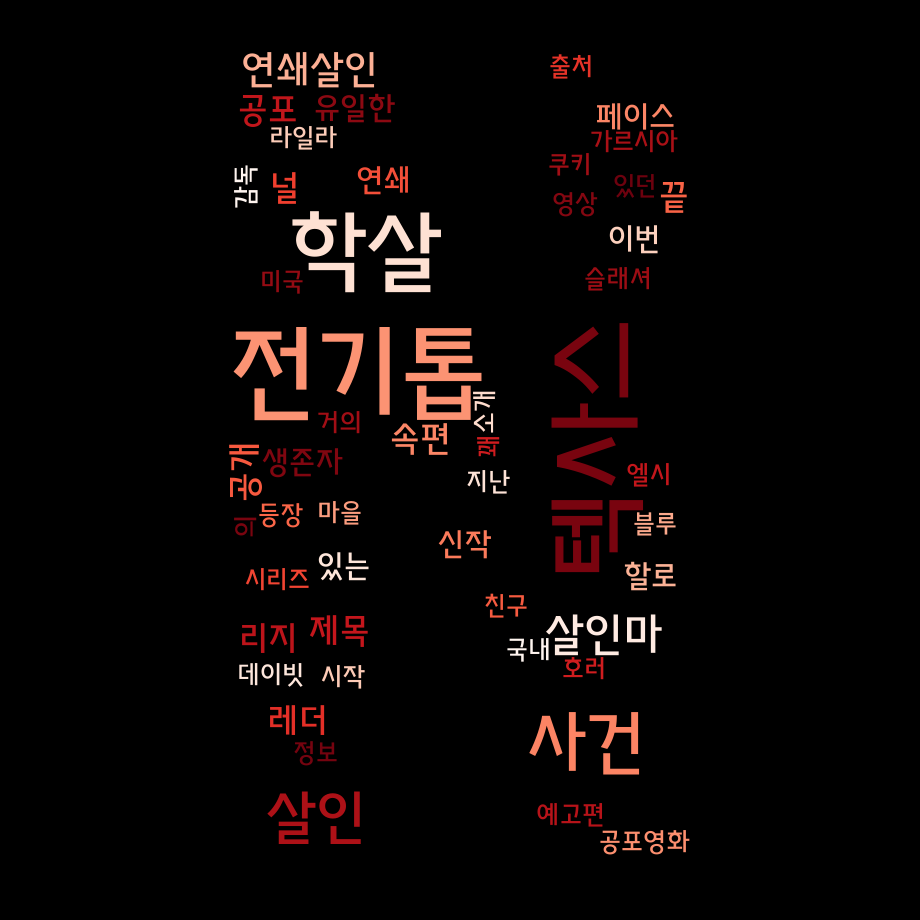 연쇄살인
출처
공포 유일한
페이스
라일라
가르시아
쿠키
감독
널
연쇄
있던
끝
영상
학살
이번
미국
슬래셔
전기톱
텍사스
소개
거의
속편
꽤
공개
생존자
지난
엘시
등장
마을
의
블루
신작
시리즈
있는
할로
친구
리지
제목
살인마
국내
호러
데이빗
시작
레더
사건
정보
살인
예고편
공포영화